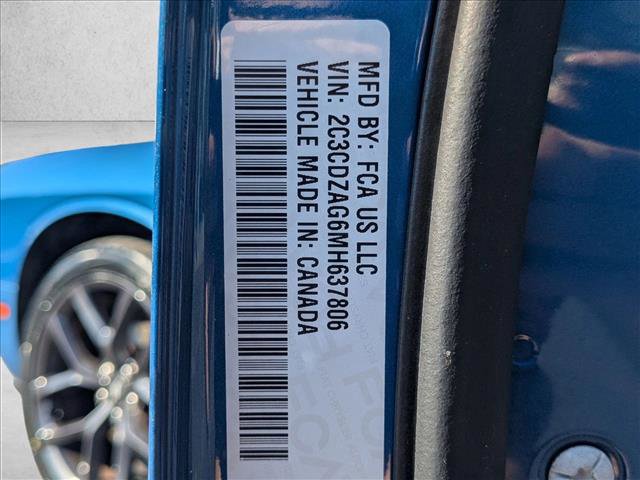 MFD BY: FCA US LLC
VIN: 2C3CDZAG6MH637806
VEHICLE MADE IN: CANADA